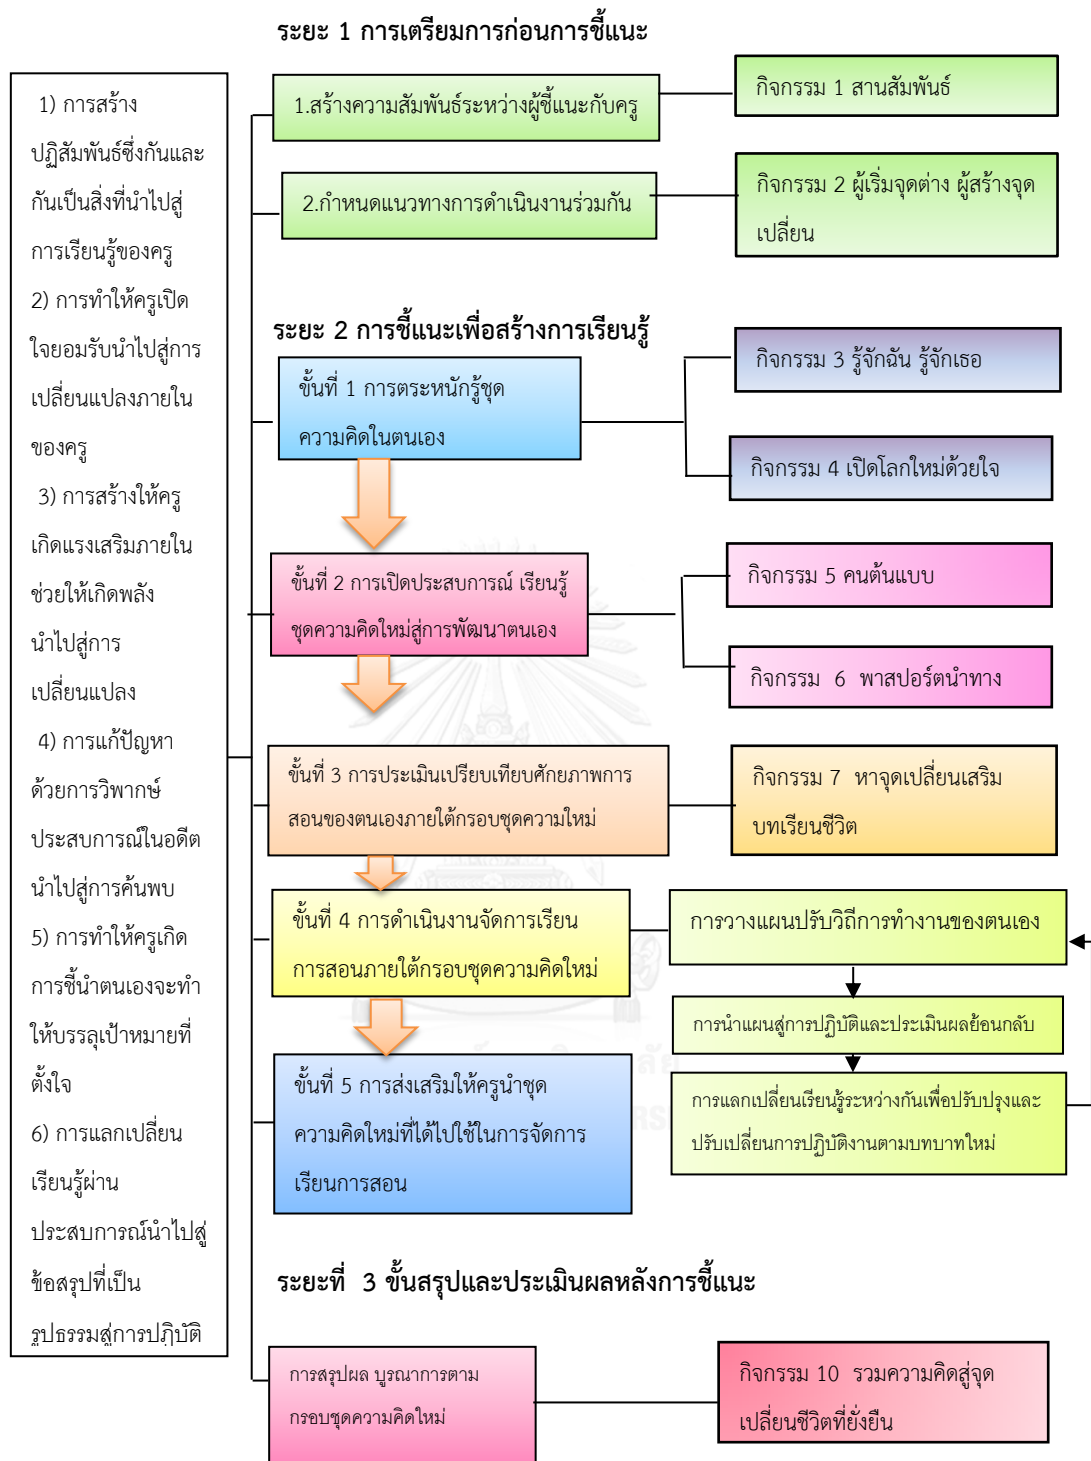 ระยะ 1 การเตรียมการก่อนการชี้แนะ
1) การสร้าง
ปฏิสัมพันธ์ซึ่งกันและ
กันเป็นสิ่งที่นำไปสู่
การเรียนรู้ของครู
2) การทำให้ครูเปิด
ใจยอมรับนำไปสู่การ
เปลี่ยนแปลงภายใน
ของครู
3) การสร้างให้ครู
เกิดแรงเสริมภายใน
ช่วยให้เกิดพลัง
นำไปสู่การ
เปลี่ยนแปลง
4) การแก้ปัญหา
ด้วยการวิพากษ์
ประสบการณ์ในอดีต
นำไปสู่การค้นพบ
5) การทำให้ครูเกิด
การชี้นำตนเองจะทำ
ให้บรรลุเป้าหมายที่
ตั้งใจ
6) การแลกเปลี่ยน
เรียนรู้ผ่าน
ประสบการณ์นำไปสู่
ข้อสรุปที่เป็น
รูปธรรมสู่การปฏิบัติ
1.สร้างความสัมพันธ์ระหว่างผู้ชี้แนะกับครู
กิจกรรม 1 สานสัมพันธ์
2.กำหนดแนวทางการดำเนินงานร่วมกัน
กิจกรรม 2 ผู้เริ่มจุดต่าง ผู้สร้างจุด
เปลี่ยน
ระยะ 2 การชี้แนะเพื่อสร้างการเรียนรู้
ขั้นที่ 1 การตระหนักรู้ชุด
ความคิดในตนเอง
กิจกรรม 3 รู้จักฉัน รู้จักเธอ
กิจกรรม 4 เปิดโลกใหม่ด้วยใจ
ขั้นที่ 2 การเปิดประสบการณ์ เรียนรู้
ชุดความคิดใหม่สู่การพัฒนาตนเอง
กิจกรรม 5 คนต้นแบบ
กิจกรรม 6 พาสปอร์ตนำทาง
ขั้นที่ 3 การประเมินเปรียบเทียบศักยภาพการ
สอนของตนเองภายใต้กรอบชุดความใหม่
กิจกรรม 7 หาจุดเปลี่ยนเสริม
บทเรียนชีวิต
ขั้นที่ 4 การดำเนินงานจัดการเรียน
การสอนภายใต้กรอบชุดความคิดใหม่
การวางแผนปรับวิถีการทำงานของตนเอง
การนำแผนสู่การปฏิบัติและประเมินผลย้อนกลับ
การแลกเปลี่ยนเรียนรู้ระหว่างกันเพื่อปรับปรุงและ
ปรับเปลี่ยนการปฏิบัติงานตามบทบาทใหม่
ขั้นที่ 5 การส่งเสริมให้ครูนำชุด
ความคิดใหม่ที่ได้ไปใช้ในการจัดการ
เรียนการสอน
ระยะที่ 3 ขั้นสรุปและประเมินผลหลังการชี้แนะ
การสรุปผล บูรณาการตาม
กรอบชุดความคิดใหม่
กิจกรรม 10 รวมความคิดสู่จุด
เปลี่ยนชีวิตที่ยั่งยืน